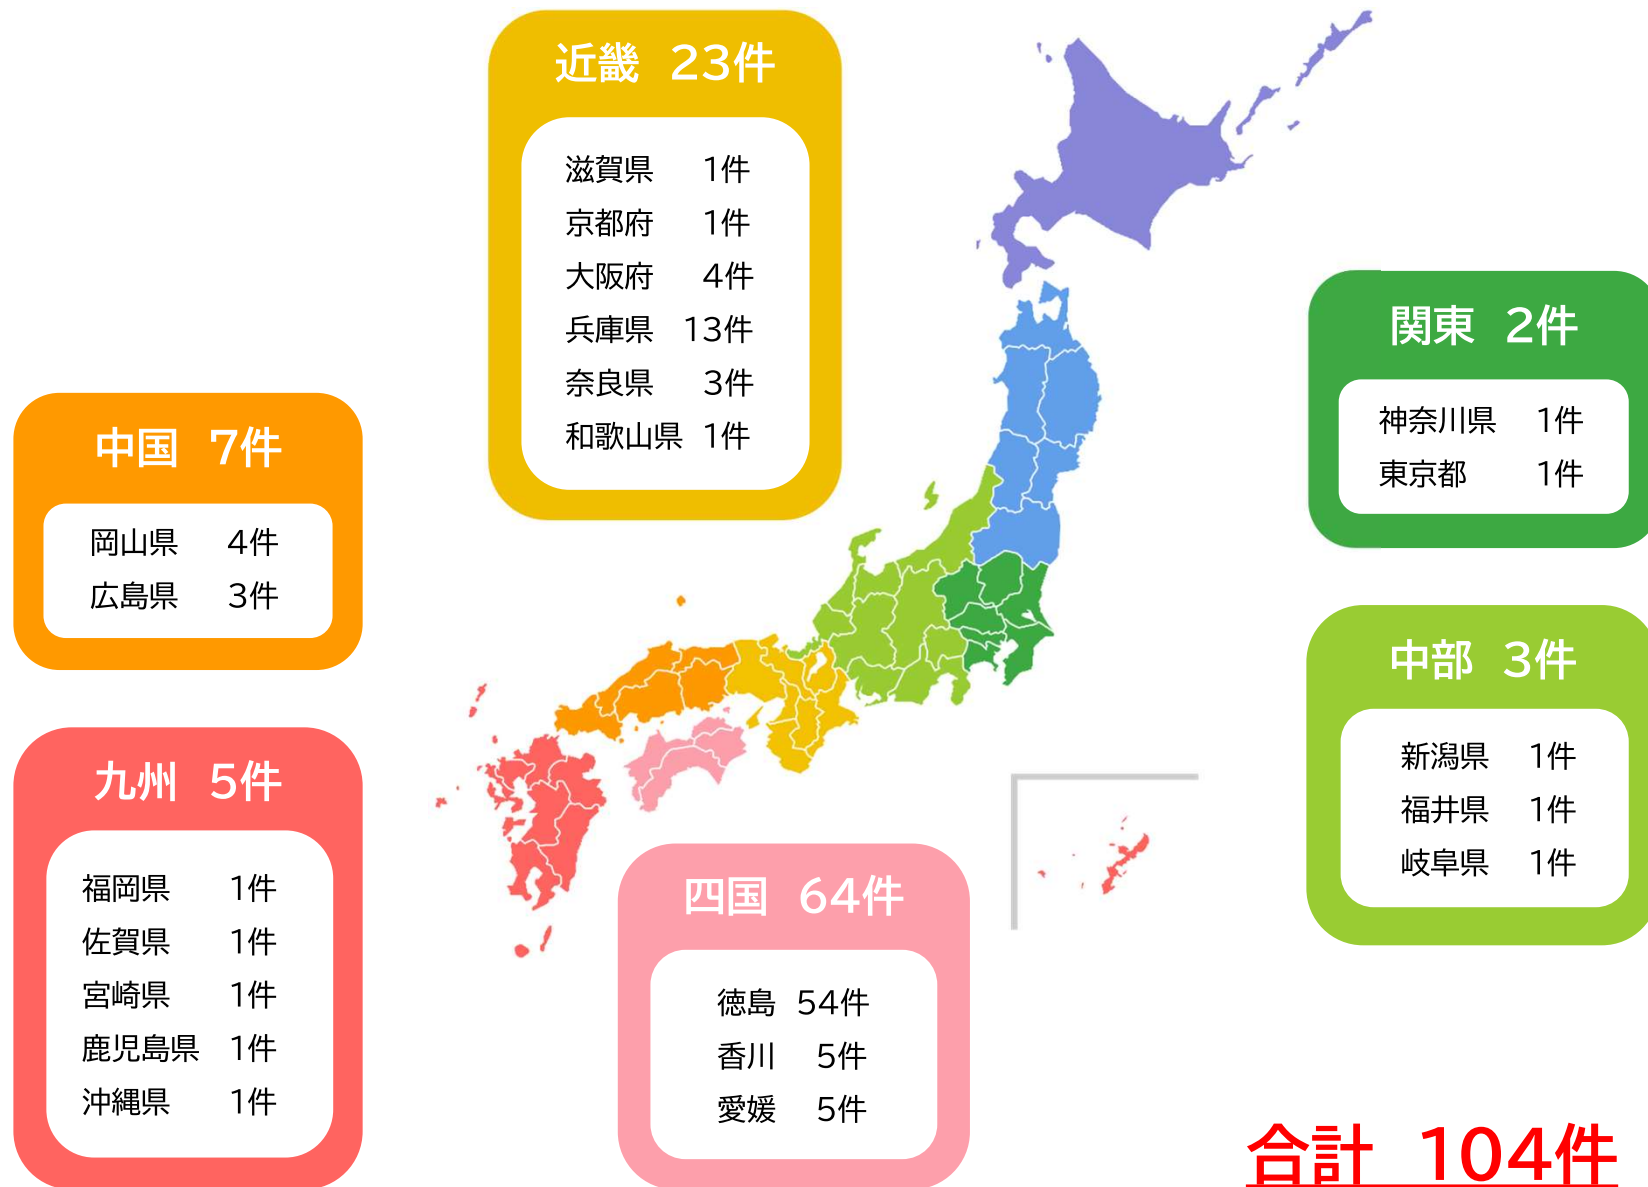 近畿 23件
滋賀県 1件
京都府 1件
大阪府 4件
兵庫県 13件
奈良県 3件
和歌山県 1件
関東 2件
神奈川県 1件
東京都 1件
中国 7件
岡山県 4件
広島県 3件
中部 3件
新潟県 1件
福井県 1件
岐阜県 1件
九州 5件
福岡県 1件
佐賀県 1件
宮崎県 1件
鹿児島県 1件
沖縄県 1件
四国 64件
徳島 54件
香川 5件
愛媛 5件
合計 104件